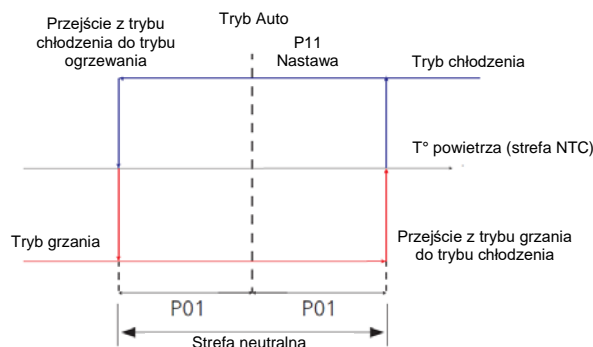 Tryb Auto
Przejście z trybu
chłodzenia do trybu
ogrzewania
P11
Nastawa
Tryb chłodzenia
T° powietrza (strefa NTC)
Tryb grzania
Przejście z trybu grzania
do trybu chłodzenia
P01
P01
Strefa neutralna